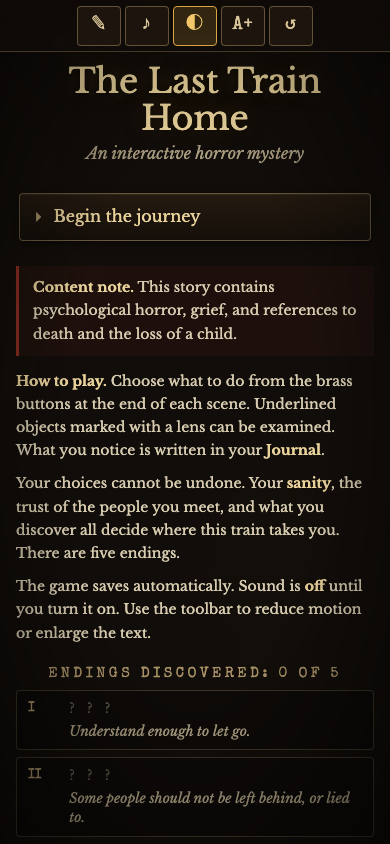 A+
The Last Train
Home
An interactive horror mystery
Begin the journey
Content note. This story contains
psychological horror, grief, and references to
death and the loss of a child.
How to play. Choose what to do from the brass
buttons at the end of each scene. Underlined
objects marked with a lens can be examined.
What you notice is written in your Journal.
Your choices cannot be undone. Your sanity, the
trust of the people you meet, and what you
discover all decide where this train takes you.
There are five endings.
The game saves automatically. Sound is off until
you turn it on. Use the toolbar to reduce motion
or enlarge the text.
ENDINGS DISCOVERED: 0 OF 5
I ? ? ?
Understand enough to let go.
II ? ? ?
Some people should not be left behind, or lied
to.